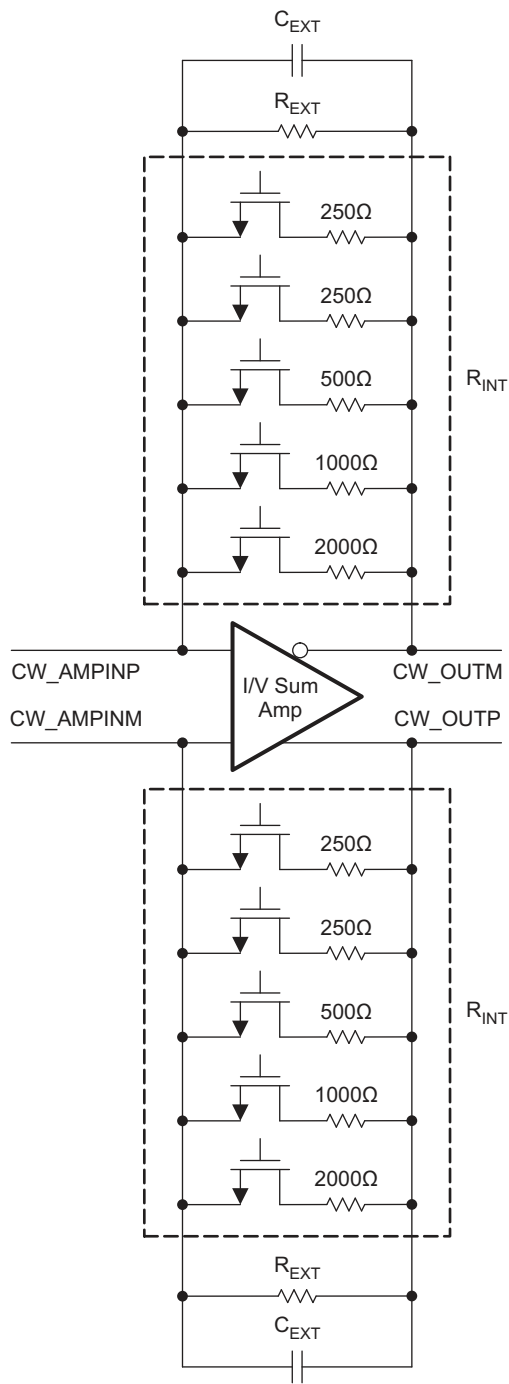 C_EXT
R_EXT
250Ω
250Ω
500Ω
R_INT
1000Ω
2000Ω
CW_AMPINP
I/V Sum
Amp
CW_OUTM
CW_AMPINM
CW_OUTP
250Ω
250Ω
500Ω
R_INT
1000Ω
2000Ω
R_EXT
C_EXT